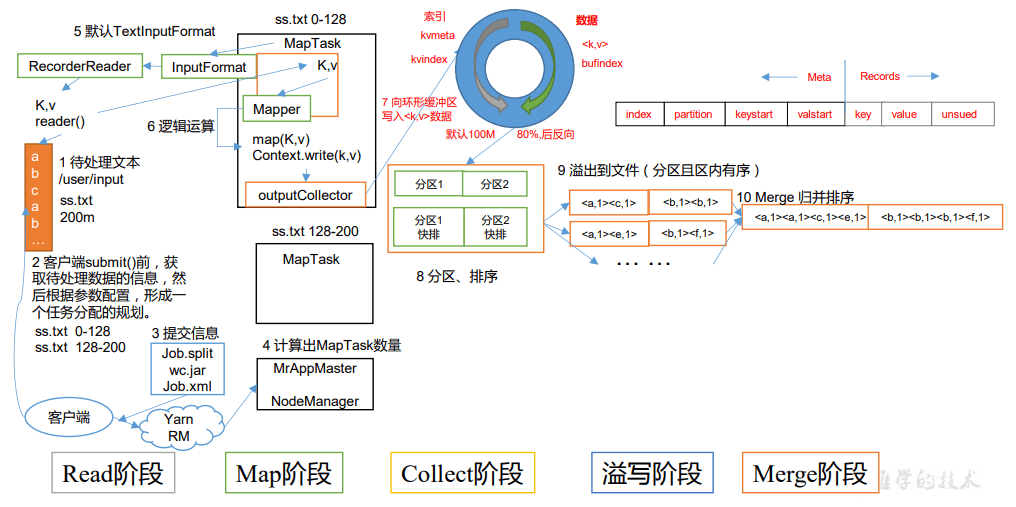 ss.txt 0-128
5 默认TextInputFormat
MapTask
RecorderReader
InputFormat
K,v
K,v
reader()
Mapper
6 逻辑运算
map(K,v)
Context.write(k,v)
outputCollector
a
b
c
a
b
...
1 待处理文本
/user/input
ss.txt
200m
2 客户端submit()前，获
取待处理数据的信息，然
后根据参数配置，形成一
个任务分配的规划。
ss.txt 0-128
ss.txt 128-200
3 提交信息
Job.split
wc.jar
Job.xml
客户端
Yarn
RM
ss.txt 128-200
MapTask
4 计算出MapTask数量
MrAppMaster
NodeManager
索引
kvmeta
kvindex
数据
<k,v>
bufindex
7 向环形缓冲区
写入<k,v>数据
默认100M
80%,后反向
分区1
分区2
分区1
快排
分区2
快排
8 分区、排序
Meta
Records
index
partition
keystart
valstart
key
value
unsued
9 溢出到文件（分区且区内有序）
<a,1><c,1>
<b,1><b,1>
<a,1><e,1>
<b,1><f,1>
... ...
10 Merge 归并排序
<a,1><a,1><c,1><e,1>
<b,1><b,1><b,1><f,1>
Read阶段
Map阶段
Collect阶段
溢写阶段
Merge阶段
学的技术